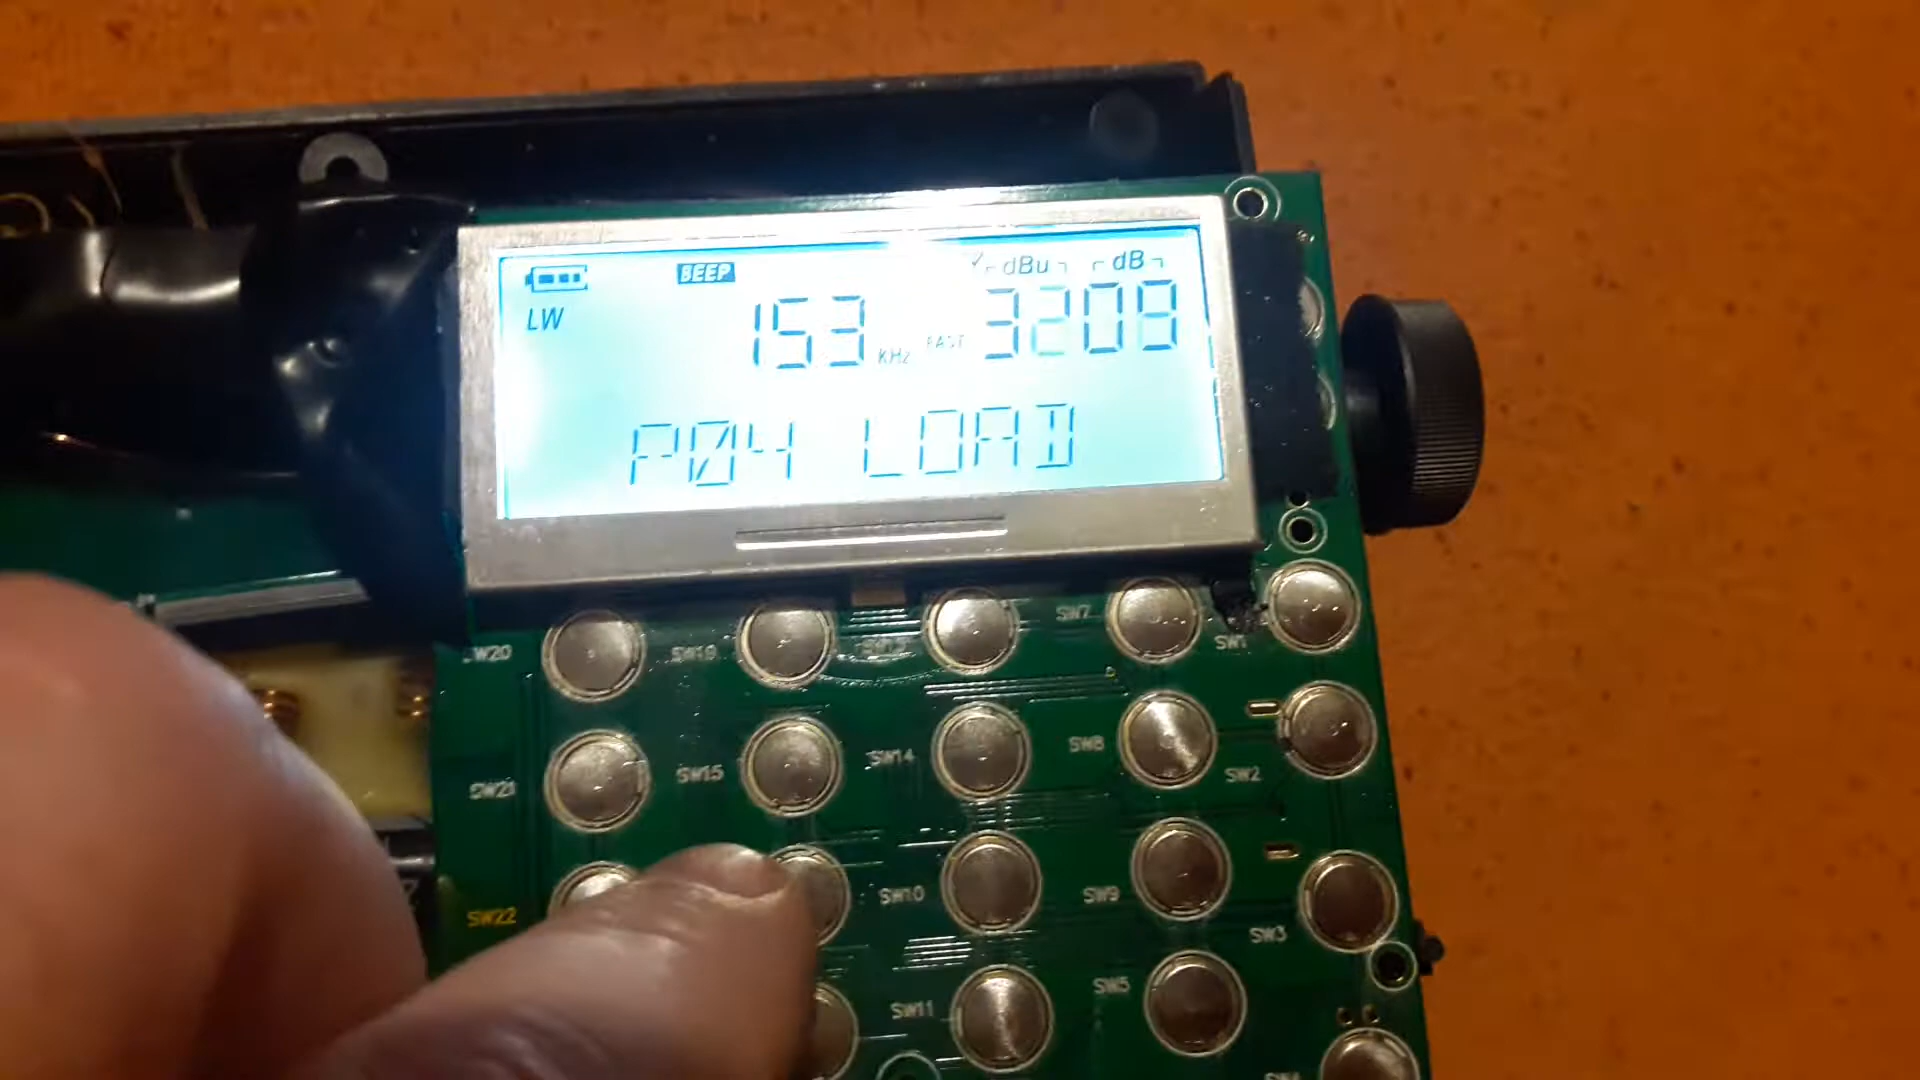 BEEP dBu dB
LW 153 KHz FAST 3209
P04 LOAD
SW20 SW19 SW7 SW1
SW21 SW15 SW14 SW8 SW2
SW22 SW10 SW9 SW3
SW11 SW5